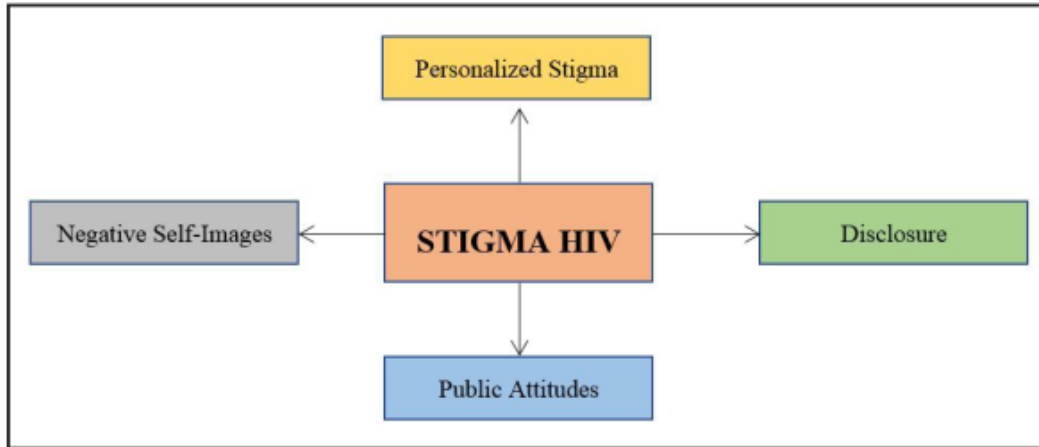 Personalized Stigma
Negative Self-Images
STIGMA HIV
Disclosure
Public Attitudes